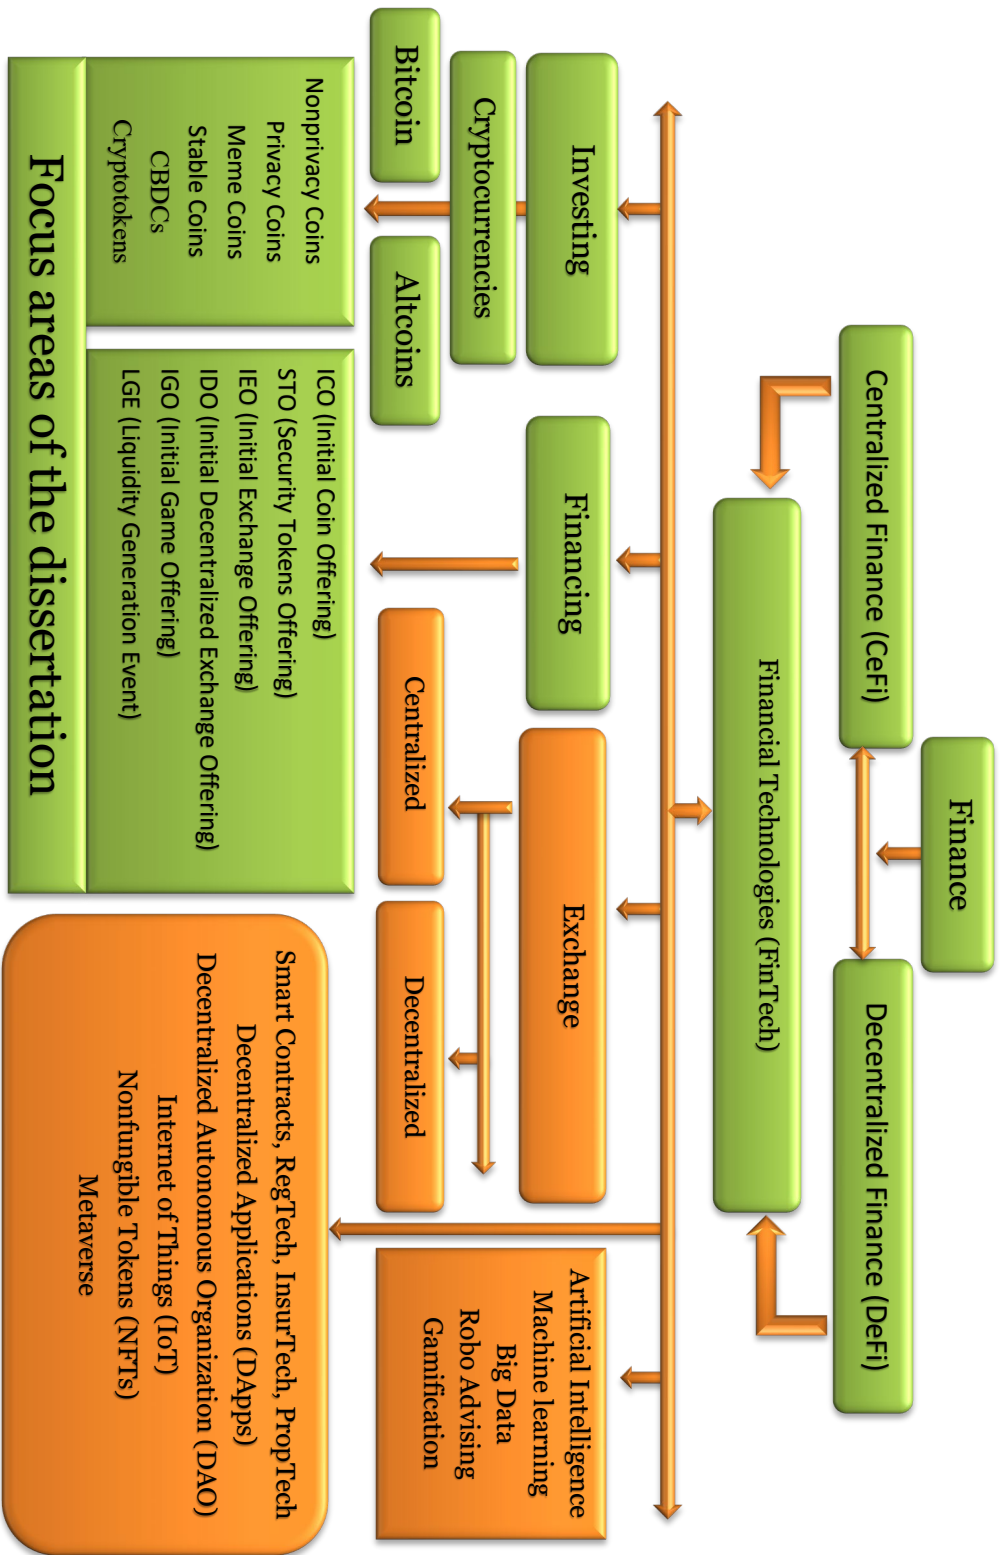 Finance
Centralized Finance (CeFi)
Decentralized Finance (DeFi)
Financial Technologies (FinTech)
Investing
Financing
Exchange
Artificial Intelligence
Machine learning
Big Data
Robo Advising
Gamification
Cryptocurrencies
Bitcoin
Altcoins
Centralized
Decentralized
Nonprivacy Coins
Privacy Coins
Meme Coins
Stable Coins
CBDCs
Cryptotokens
ICO (Initial Coin Offering)
STO (Security Tokens Offering)
IEO (Initial Exchange Offering)
IDO (Initial Decentralized Exchange Offering)
IGO (Initial Game Offering)
LGE (Liquidity Generation Event)
Smart Contracts, RegTech, InsurTech, PropTech
Decentralized Applications (DApps)
Decentralized Autonomous Organization (DAO)
Internet of Things (IoT)
Nonfungible Tokens (NFTs)
Metaverse
Focus areas of the dissertation